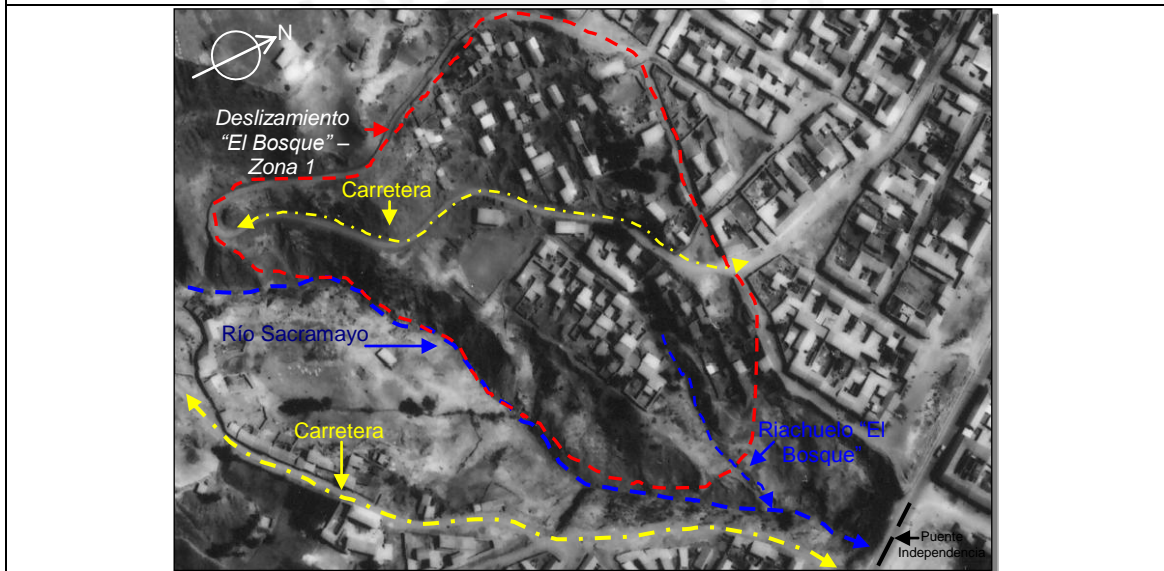 N
Deslizamiento
“El Bosque” –
Zona 1
Carretera
Río Sacramayo
Carretera
Riachuelo “El
Bosque”
Puente
Independencia